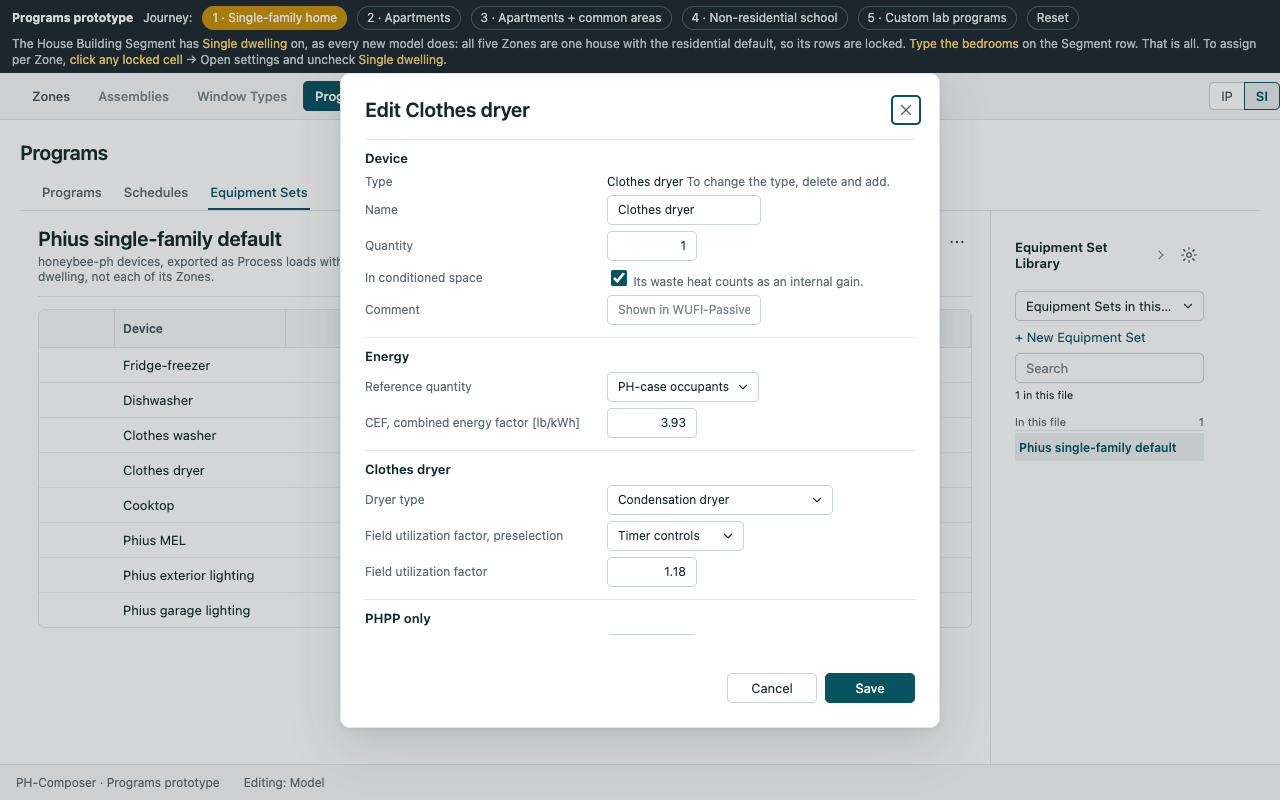 Programs prototype Journey: 1 · Single-family home 2 · Apartments 3 · Apartments + common areas 4 · Non-residential school 5 · Custom lab programs Reset
The House Building Segment has Single dwelling on, as every new model does: all five Zones are one house with the residential default, so its rows are locked. Type the bedrooms on the Segment row. That is all. To assign
per Zone, click any locked cell → Open settings and uncheck Single dwelling.
Zones Assemblies Window Types IP SI
Programs
Programs Schedules Equipment Sets
Phius single-family default ...
honeybee-ph devices, exported as Process loads with
dwelling, not each of its Zones.
Device
Fridge-freezer
Dishwasher
Clothes washer
Clothes dryer
Cooktop
Phius MEL
Phius exterior lighting
Phius garage lighting
Edit Clothes dryer
Device
Type Clothes dryer To change the type, delete and add.
Name Clothes dryer
Quantity 1
In conditioned space Its waste heat counts as an internal gain.
Comment Shown in WUFI-Passive
Energy
Reference quantity PH-case occupants
CEF, combined energy factor [lb/kWh] 3.93
Clothes dryer
Dryer type Condensation dryer
Field utilization factor, preselection Timer controls
Field utilization factor 1.18
PHPP only
Cancel Save
Equipment Set
Library
Equipment Sets in this...
+ New Equipment Set
Search
1 in this file
In this file 1
Phius single-family default
PH-Composer · Programs prototype Editing: Model